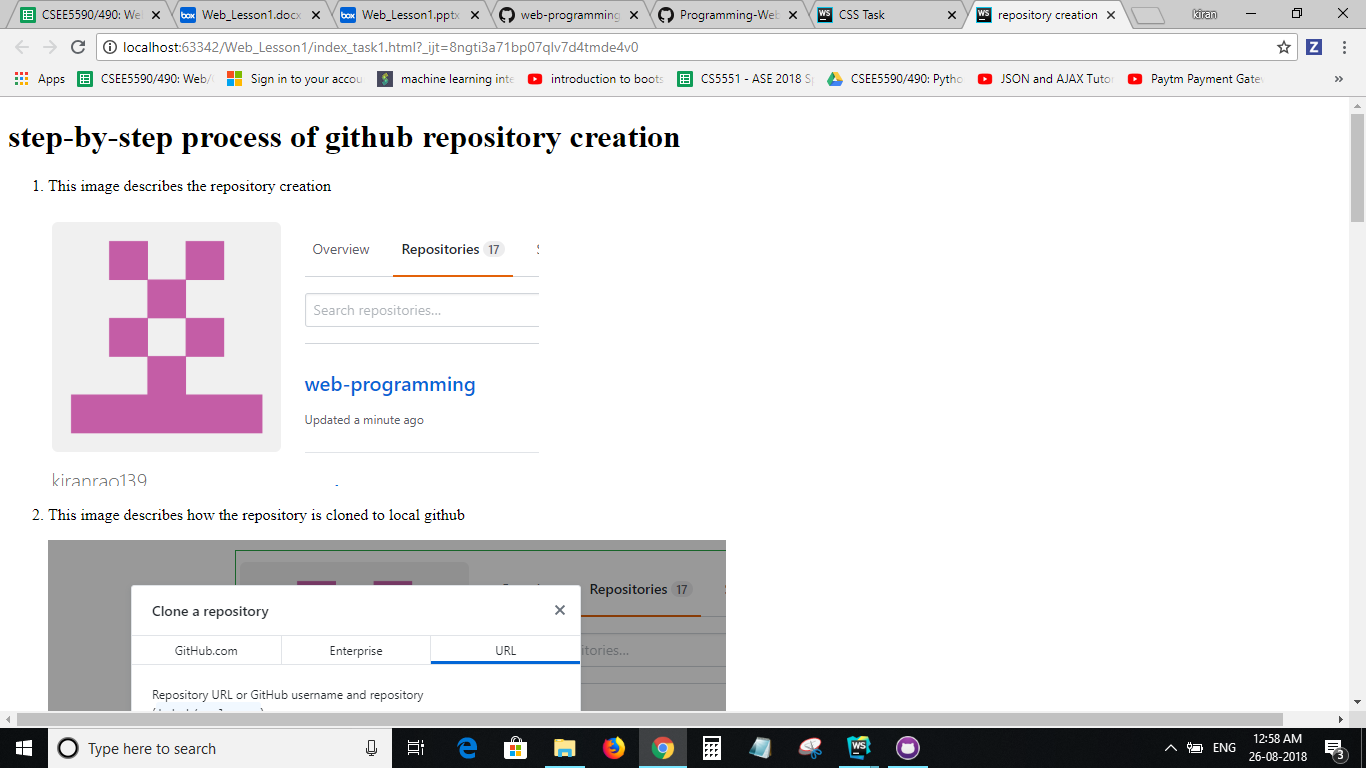 CSEE5590/490: We
Web_Lesson1.docx
Web_Lesson1.pptx
web-programming
Programming-Web
CSS Task
repository creation
kiran
localhost:63342/Web_Lesson1/index_task1.html?_ijt=8ngti3a71bp07qlv7d4tmde4v0
Apps
CSEE5590/490: Web/
Sign in to your accou
machine learning inte
introduction to boots
CS5551 - ASE 2018 Sp
CSEE5590/490: Pytho
JSON and AJAX Tutor
Paytm Payment Gate
step-by-step process of github repository creation
1. This image describes the repository creation
Overview Repositories 17
Search repositories...
web-programming
Updated a minute ago
kiranrao139
2. This image describes how the repository is cloned to local github
Repositories 17
Clone a repository
GitHub.com Enterprise URL
itories...
Repository URL or GitHub username and repository
Type here to search
ENG
12:58 AM
26-08-2018
3